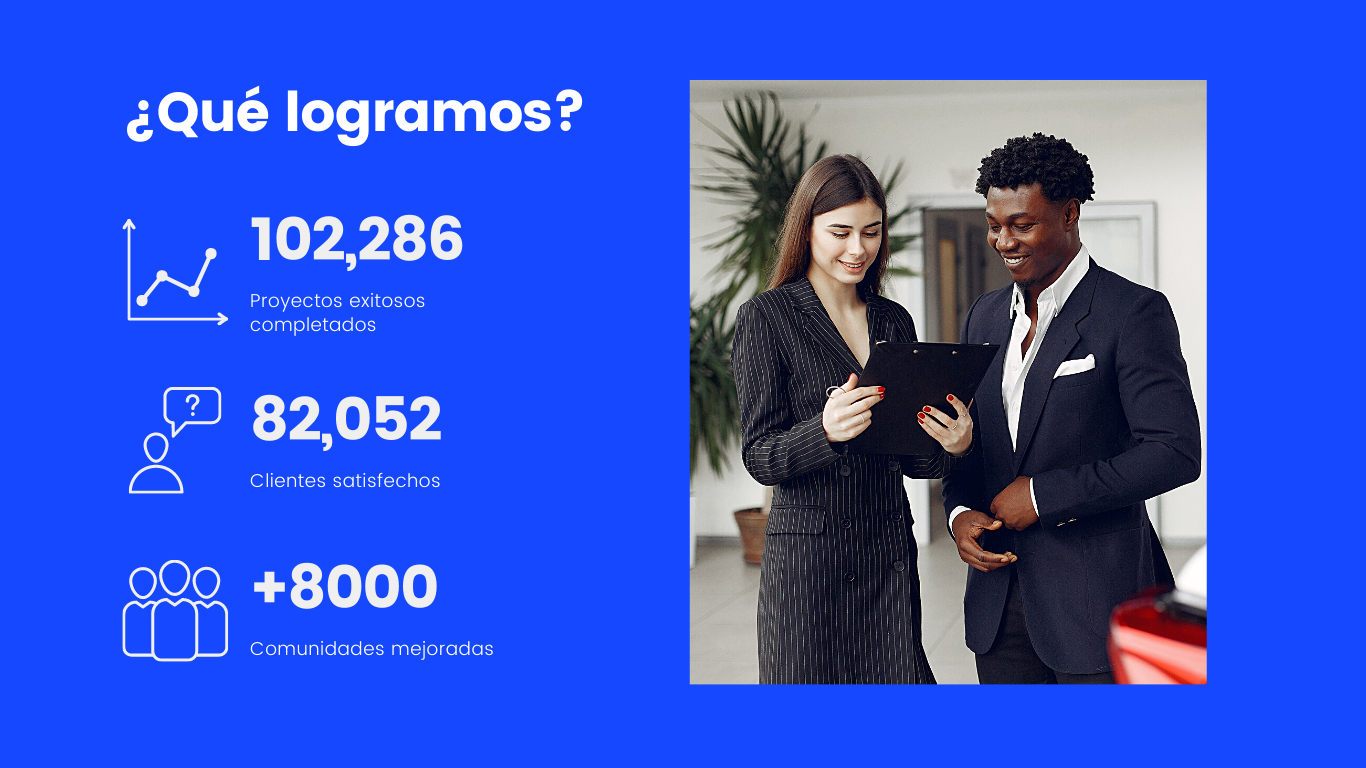 ¿Qué logramos?
102,286
Proyectos exitosos
completados
?
82,052
Clientes satisfechos
+8000
Comunidades mejoradas